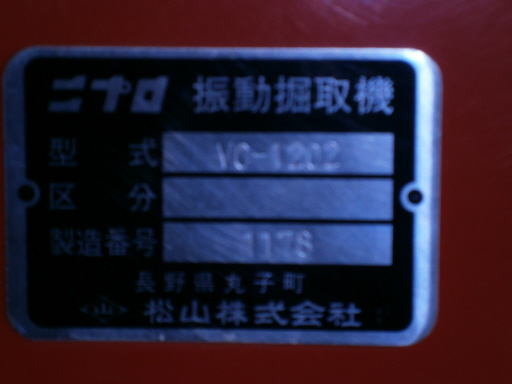 ニプロ 振動掘取機
型式 VC-1202
区分
製造番号 1178
長野県丸子町
松山株式会社